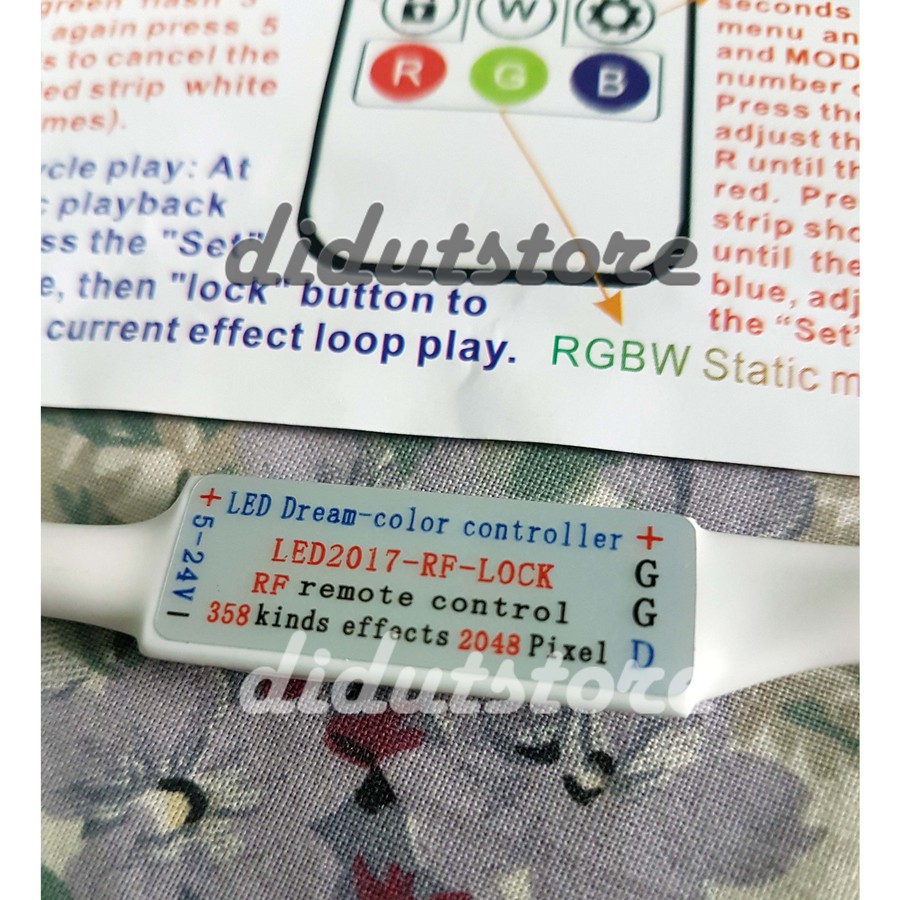 green flash 5
again press 5
s to cancel the
led strip white
mes).
cycle play: At
playback
ss the "Set"
e, then "lock" button to
current effect loop play.
W
R G B
RGBW Static m
seconds
menu an
and MOD
number
Press the
adjust th
R until th
red. Pre
strip sho
until the
blue, adj
the “Set”
didutstore
+ LED Dream-color controller +
5-24V
LED2017-RF-LOCK G
RF remote control G
- 358 kinds effects 2048 Pixel D
didutstore